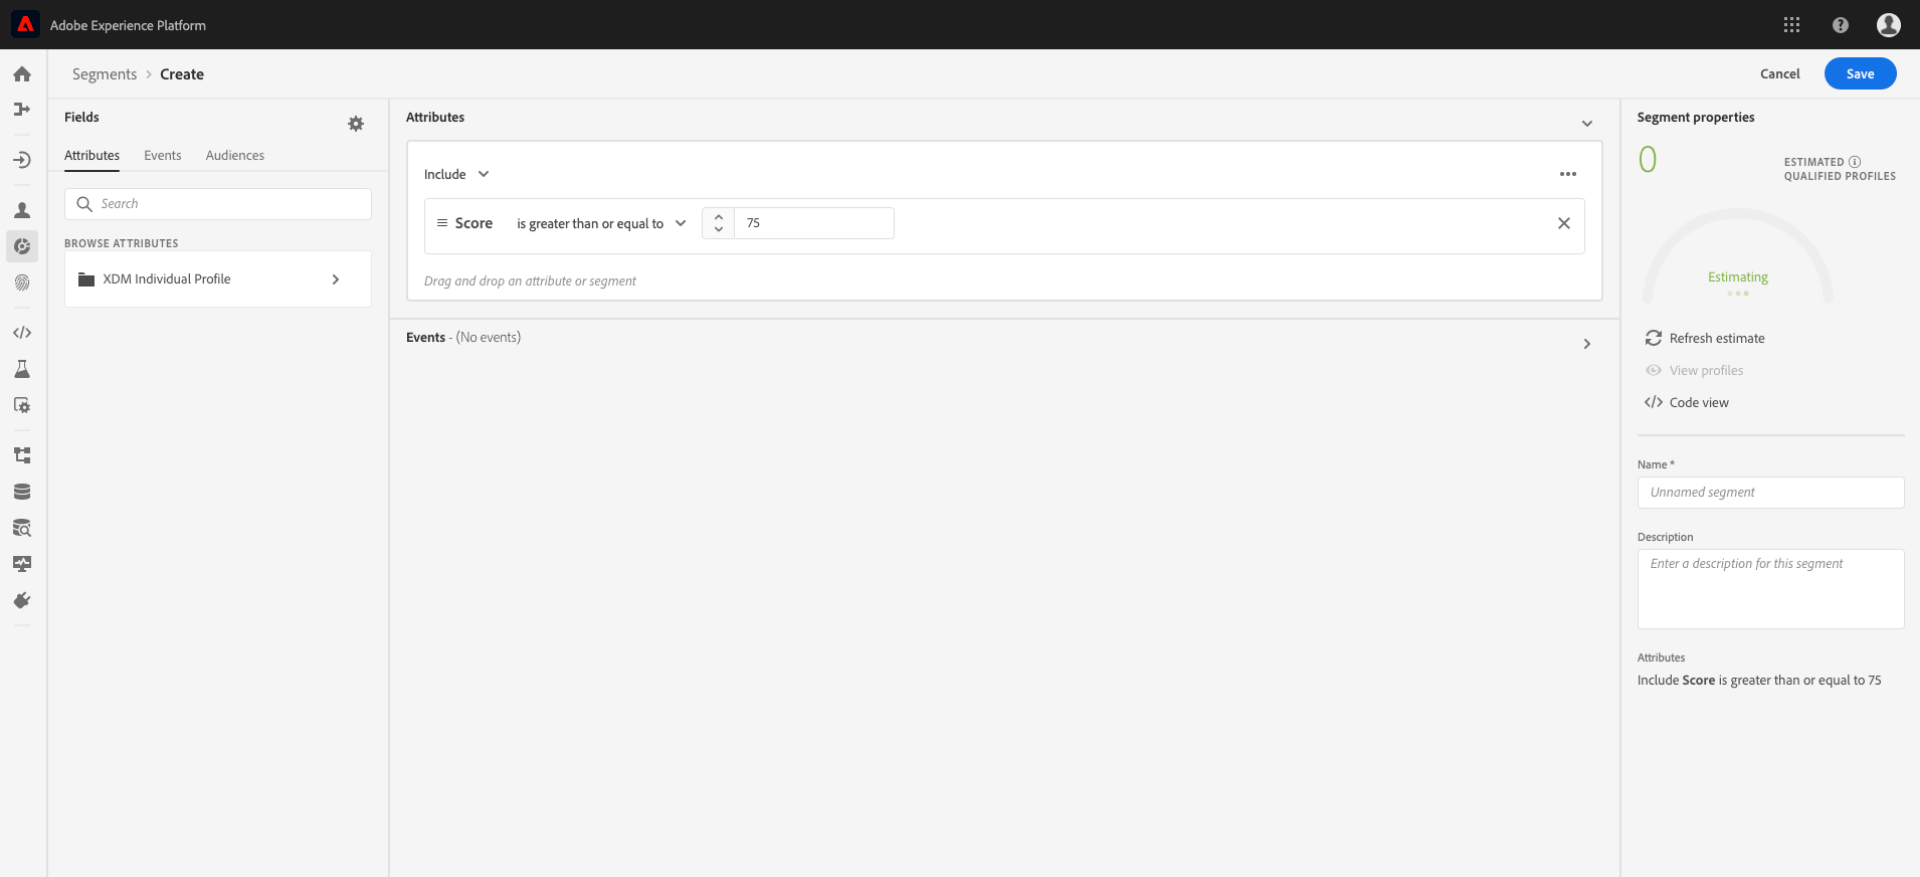 Adobe Experience Platform
Segments › Create
Cancel
Save
Fields
Attributes
Events
Audiences
Search
BROWSE ATTRIBUTES
XDM Individual Profile
Attributes
Include
Score is greater than or equal to 75
Drag and drop an attribute or segment
Events - (No events)
Segment properties
0
ESTIMATED
QUALIFIED PROFILES
Estimating
Refresh estimate
View profiles
Code view
Name *
Unnamed segment
Description
Enter a description for this segment
Attributes
Include Score is greater than or equal to 75